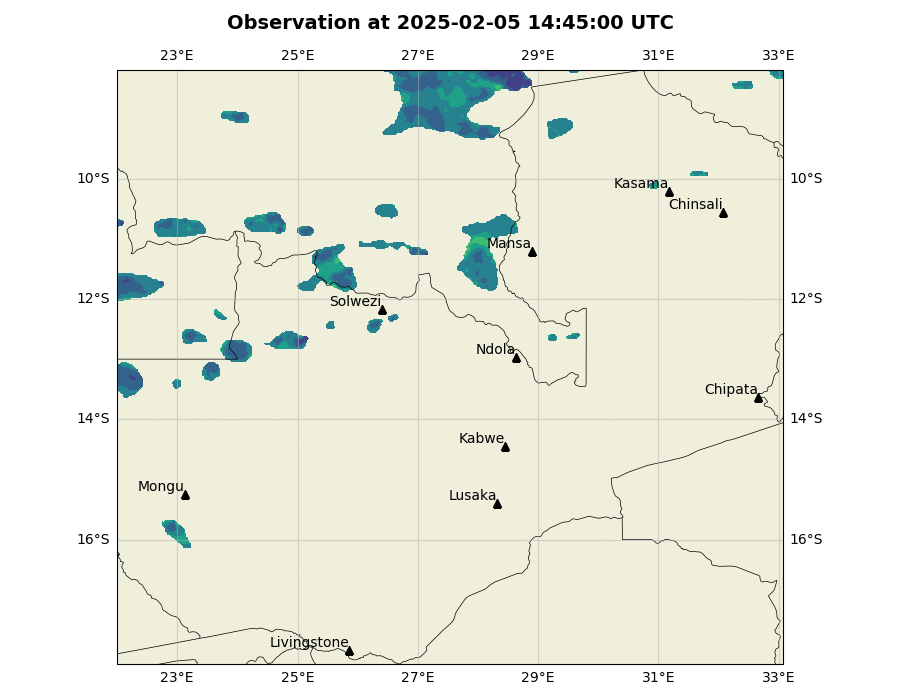 Observation at 2025-02-05 14:45:00 UTC
23°E 25°E 27°E 29°E 31°E 33°E
10°S 10°S
Kasama
Chinsali
Mansa
12°S 12°S
Solwezi
Ndola
Chipata
14°S 14°S
Kabwe
Mongu
Lusaka
16°S 16°S
Livingstone
23°E 25°E 27°E 29°E 31°E 33°E